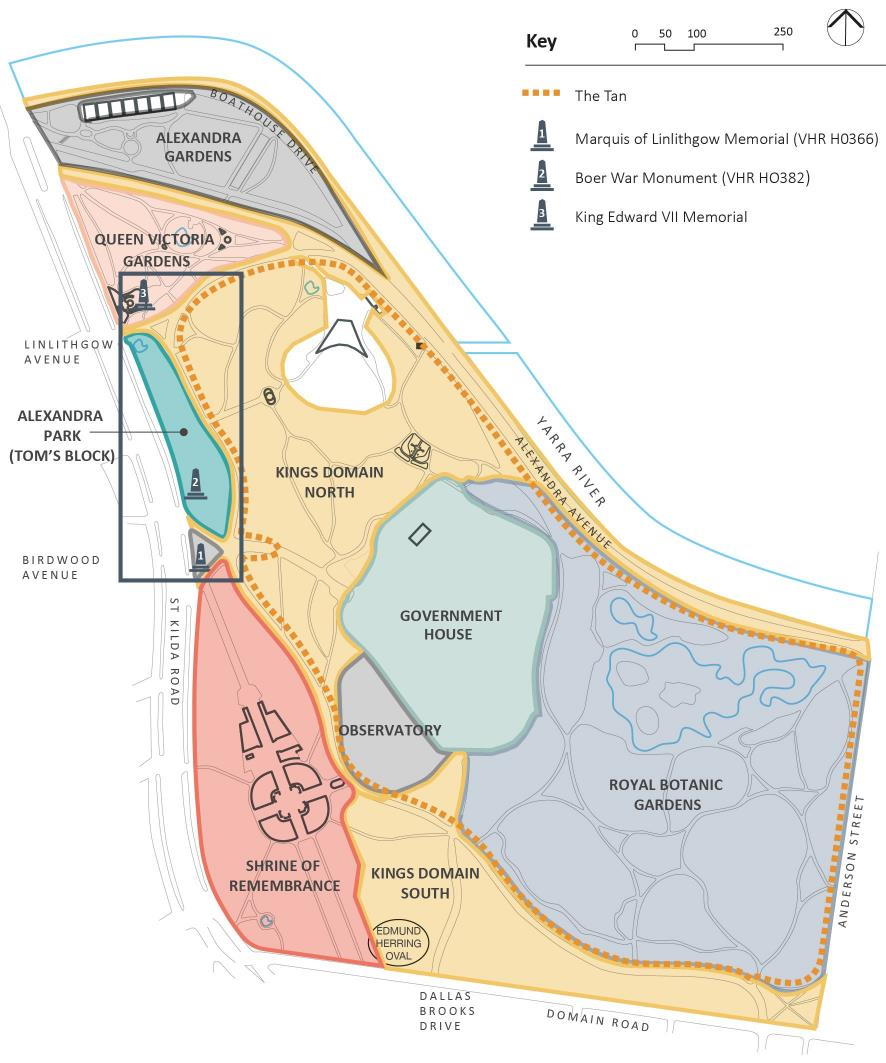 Key
0 50 100 250
The Tan
1 Marquis of Linlithgow Memorial (VHR H0366)
2 Boer War Monument (VHR HO382)
3 King Edward VII Memorial
BOATHOUSE DRIVE
ALEXANDRA
GARDENS
QUEEN VICTORIA
GARDENS
3
LINLITHGOW
AVENUE
ALEXANDRA
PARK
(TOM'S BLOCK)
2
KINGS DOMAIN
NORTH
YARRA RIVER
ALEXANDRA AVENUE
1
BIRDWOOD
AVENUE
ST KILDA ROAD
GOVERNMENT
HOUSE
OBSERVATORY
ROYAL BOTANIC
GARDENS
ANDERSON STREET
SHRINE OF
REMEMBRANCE
KINGS DOMAIN
SOUTH
EDMUND
HERRING
OVAL
DALLAS
BROOKS
DRIVE
DOMAIN ROAD